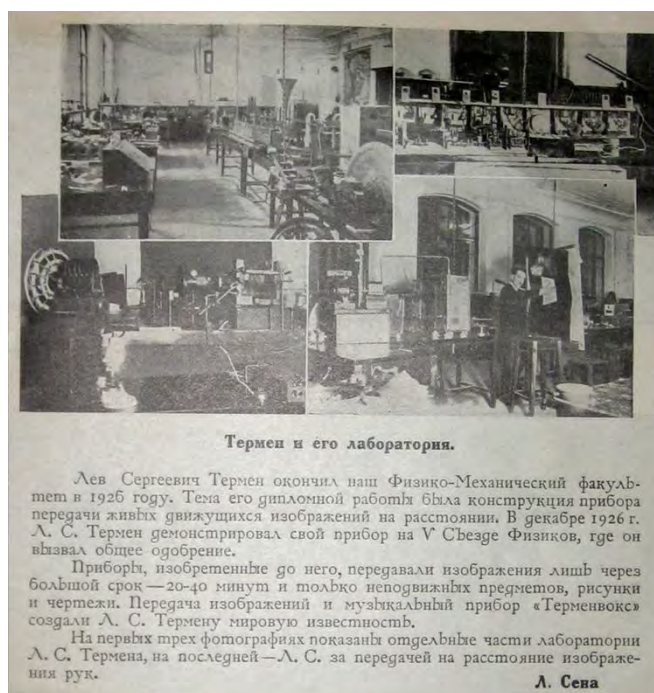 Термен и его лаборатория.
Лев Сергеевич Термен окончил наш Физико-Механический факуль-
тет в 1926 году. Тема его дипломной работы была конструкция прибора
передачи живых движущихся изображений на расстоянии. В декабре 1926 г.
Л. С. Термен демонстрировал свой прибор на V Съезде Физиков, где он
вызвал общее одобрение.
Приборы, изобретенные до него, передавали изображения лишь через
большой срок—20-40 минут и только неподвижных предметов, рисунки
и чертежи. Передача изображений и музыкальный прибор «Терменвокс»
создали Л. С. Термену мировую известность.
На первых трех фотографиях показаны отдельные части лаборатории
Л. С. Термена, на последней—Л. С. за передачей на расстояние изображе-
ния рук.
Л. Сена